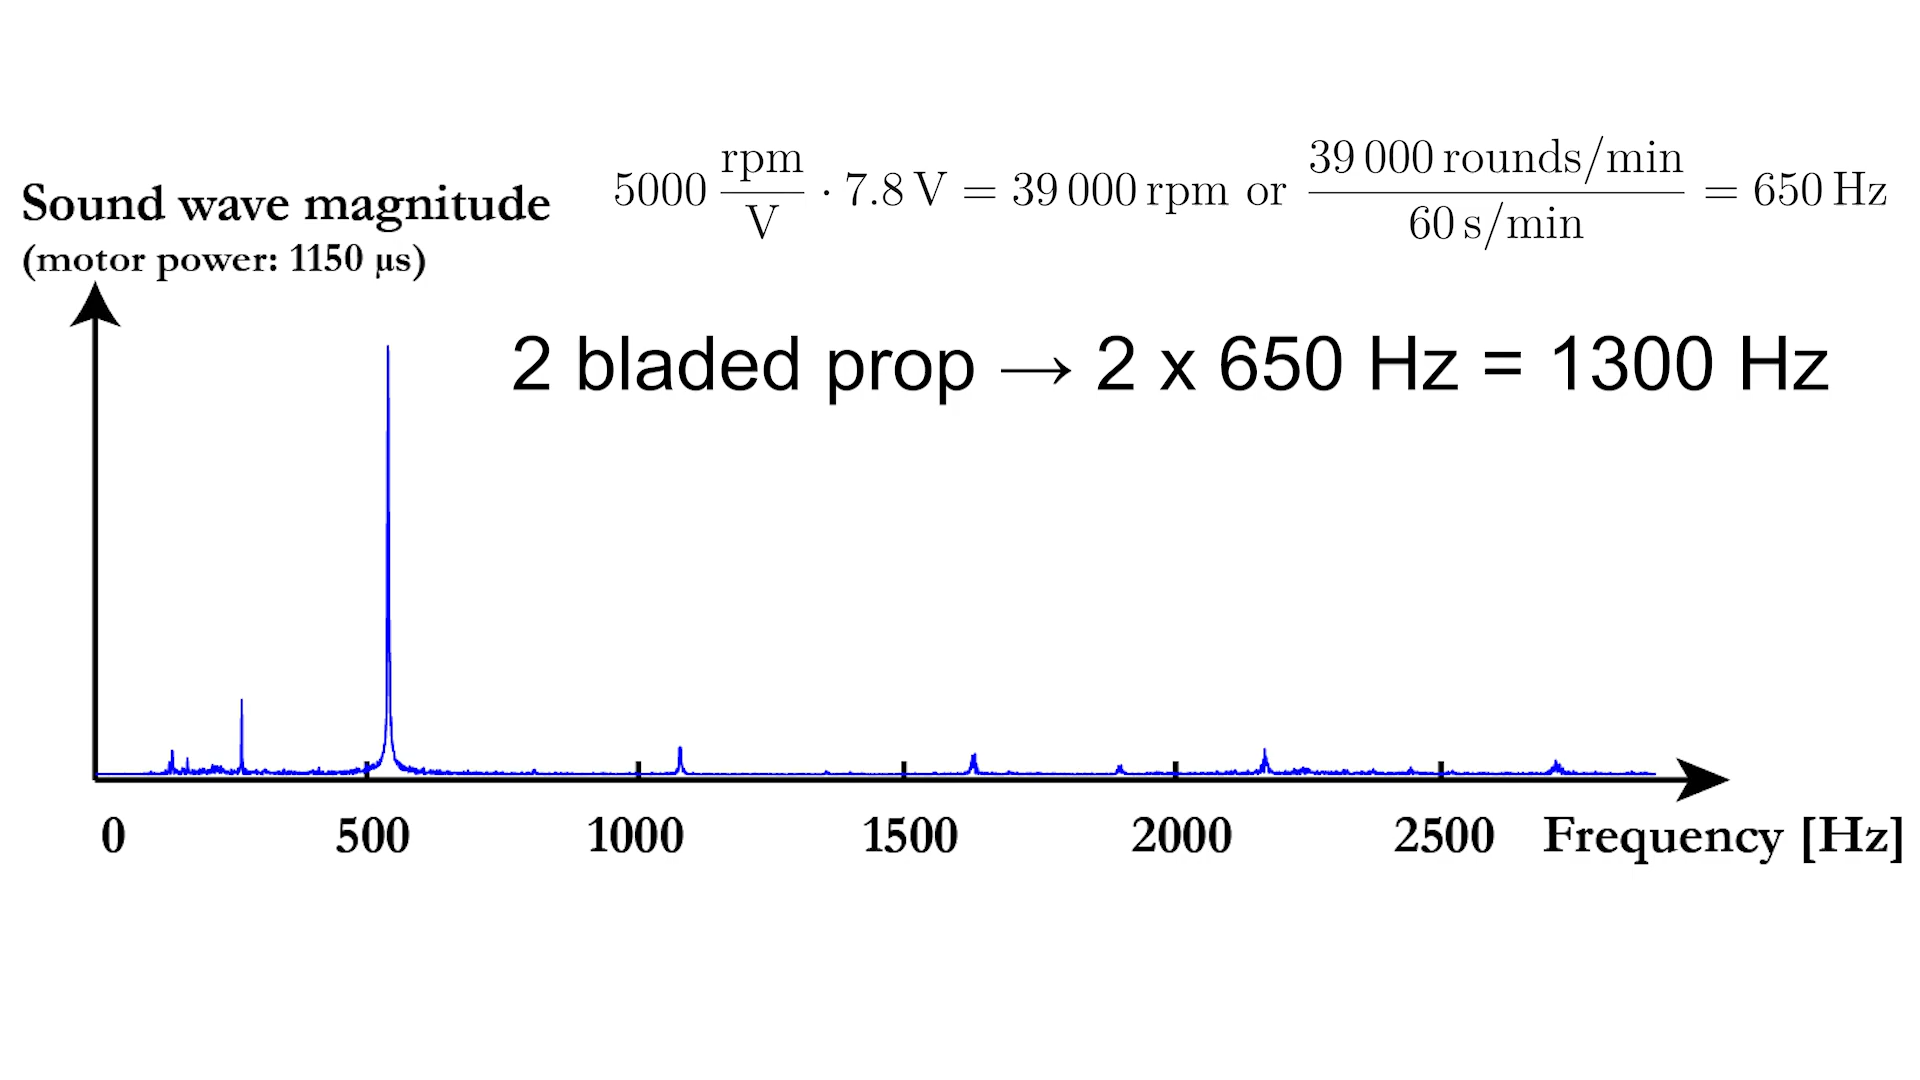 5000 rpm/V · 7.8 V = 39 000 rpm or 39 000 rounds/min / 60 s/min = 650 Hz
Sound wave magnitude
(motor power: 1150 µs)
2 bladed prop → 2 x 650 Hz = 1300 Hz
0 500 1000 1500 2000 2500 Frequency [Hz]